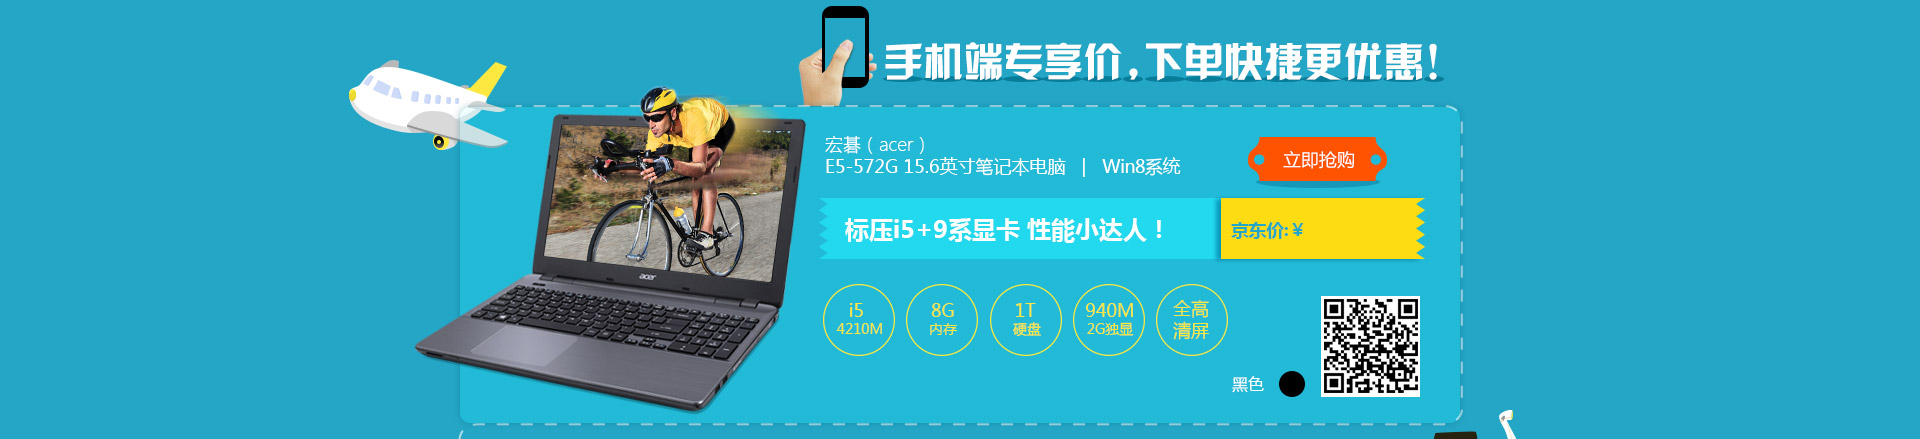 手机端专享价,下单快捷更优惠!
宏碁（acer）
E5-572G 15.6英寸笔记本电脑 | Win8系统
立即抢购
标压i5+9系显卡 性能小达人！
京东价:￥
acer
i5
4210M
8G
内存
1T
硬盘
940M
2G独显
全高
清屏
黑色